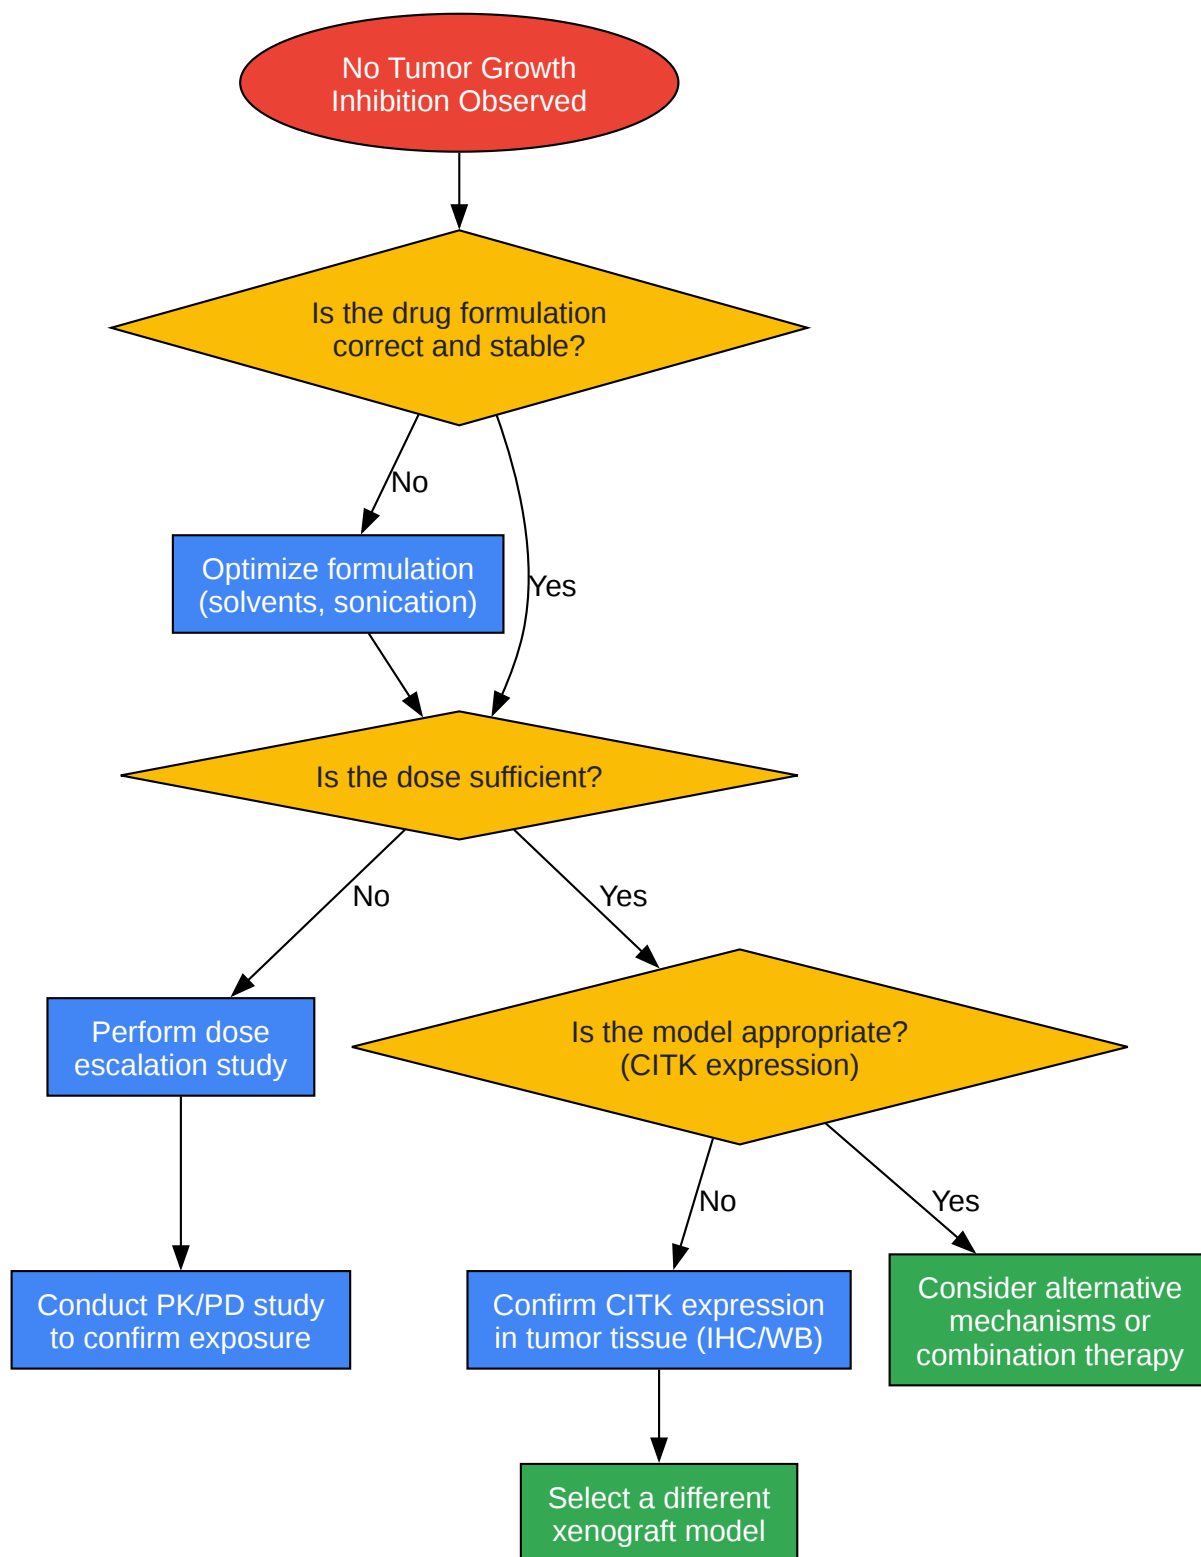 No Tumor Growth
Inhibition Observed
Is the drug formulation
correct and stable?
No
Yes
Optimize formulation
(solvents, sonication)
Is the dose sufficient?
No
Yes
Perform dose
escalation study
Is the model appropriate?
(CITK expression)
No
Yes
Conduct PK/PD study
to confirm exposure
Confirm CITK expression
in tumor tissue (IHC/WB)
Consider alternative
mechanisms or
combination therapy
Select a different
xenograft model